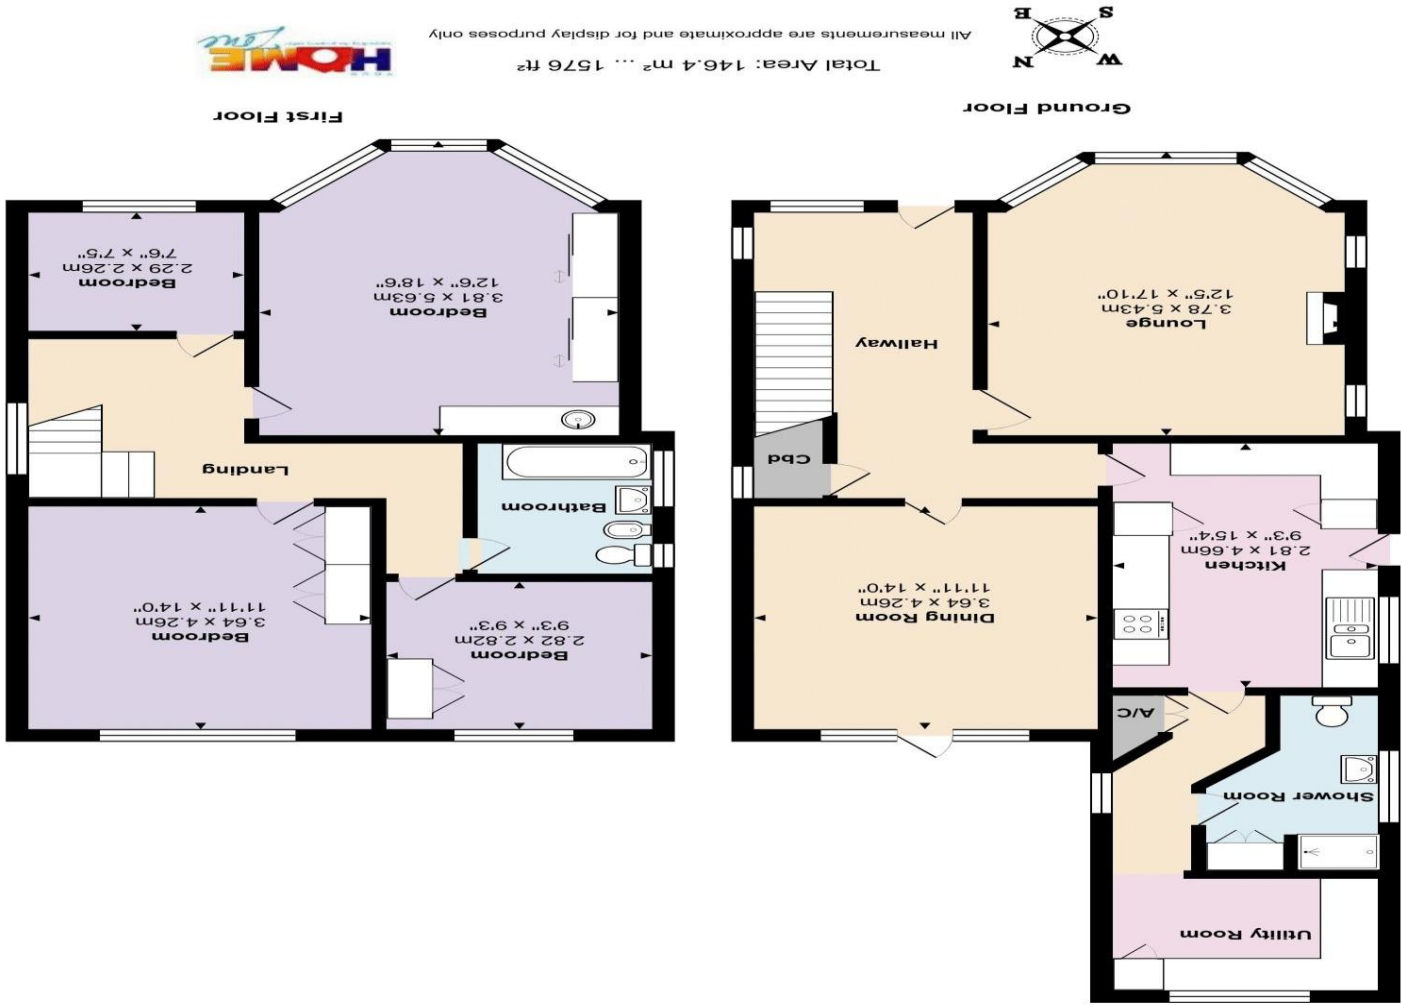 Utility Room
Shower Room
A/C
Kitchen
2.81 x 4.66m
9'3" x 15'4"
Dining Room
3.64 x 4.26m
11'11" x 14'0"
Cbd
Hallway
Lounge
3.78 x 5.43m
12'5" x 17'10"
Ground Floor
Bedroom
3.64 x 4.26m
11'11" x 14'0"
Bedroom
2.82 x 2.82m
9'3" x 9'3"
Bathroom
Landing
Bedroom
3.81 x 5.63m
12'6" x 18'6"
Bedroom
2.29 x 2.26m
7'6" x 7'5"
First Floor
Total Area: 146.4 m² ... 1576 ft²
All measurements are approximate and for display purposes only
W
N
S
E
YOUR
HOME
Zone